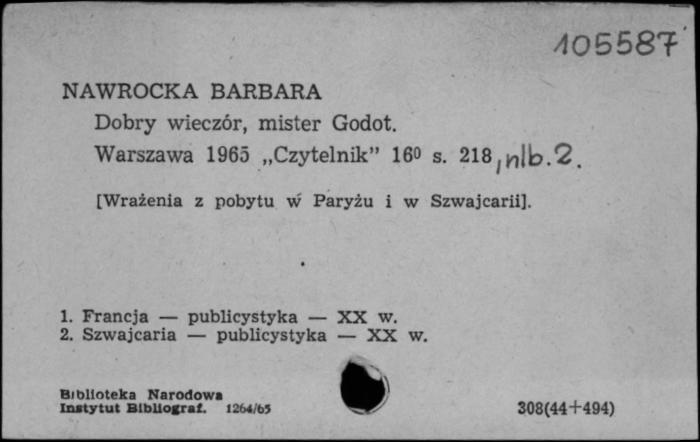 105587
NAWROCKA BARBARA
Dobry wieczór, mister Godot.
Warszawa 1965 „Czytelnik” 16⁰ s. 218, nlb. 2.
[Wrażenia z pobytu w Paryżu i w Szwajcarii].
1. Francja — publicystyka — XX w.
2. Szwajcaria — publicystyka — XX w.
Biblioteka Narodowa
Instytut Bibliograf. 1264/65
308(44+494)